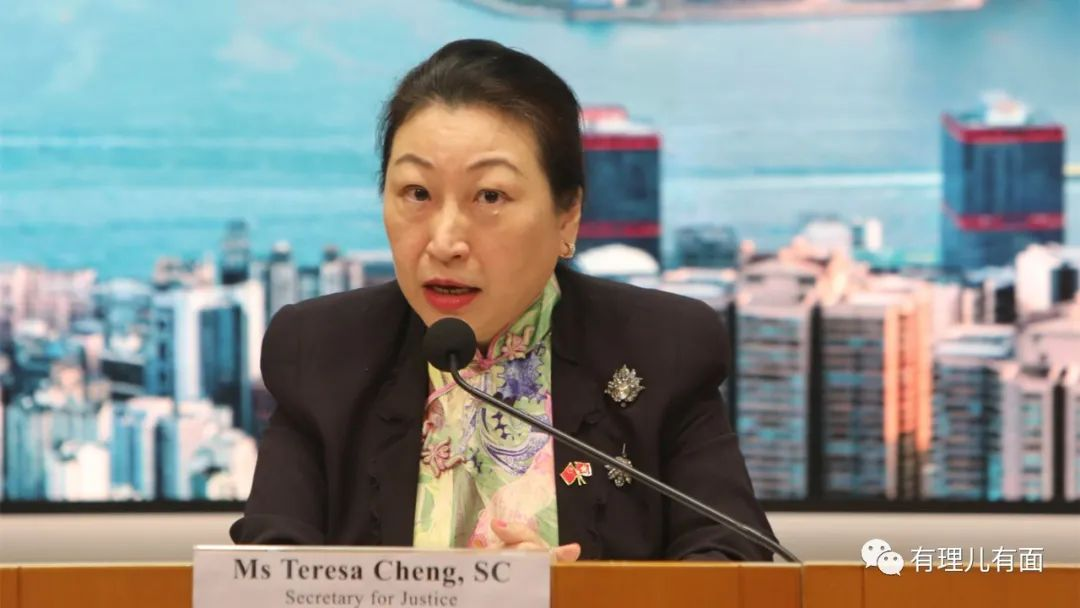 Ms Teresa Cheng, SC
Secretary for Justice
有理儿有面